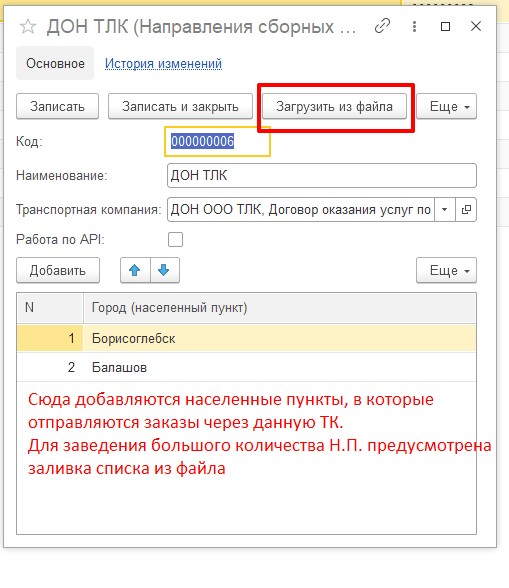 ДОН ТЛК (Направления сборных ...
Основное История изменений
Записать Записать и закрыть Загрузить из файла Еще
Код: 000000006
Наименование: ДОН ТЛК
Транспортная компания: ДОН ООО ТЛК, Договор оказания услуг по
Работа по API:
Добавить Еще
N Город (населенный пункт)
1 Борисоглебск
2 Балашов
Сюда добавляются населенные пункты, в которые
отправляются заказы через данную ТК.
Для заведения большого количества Н.П. предусмотрена
заливка списка из файла